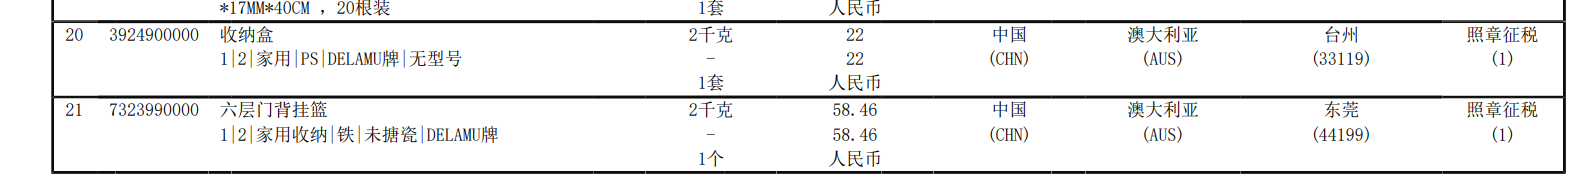 *17MM*40CM ，20根装 1套 人民币
20 3924900000 收纳盒 2千克 22 中国 澳大利亚 台州 照章征税
1|2|家用|PS|DELAMU牌|无型号 - 22 (CHN) (AUS) (33119) (1)
1套 人民币
21 7323990000 六层门背挂篮 2千克 58.46 中国 澳大利亚 东莞 照章征税
1|2|家用收纳|铁|未搪瓷|DELAMU牌 - 58.46 (CHN) (AUS) (44199) (1)
1个 人民币